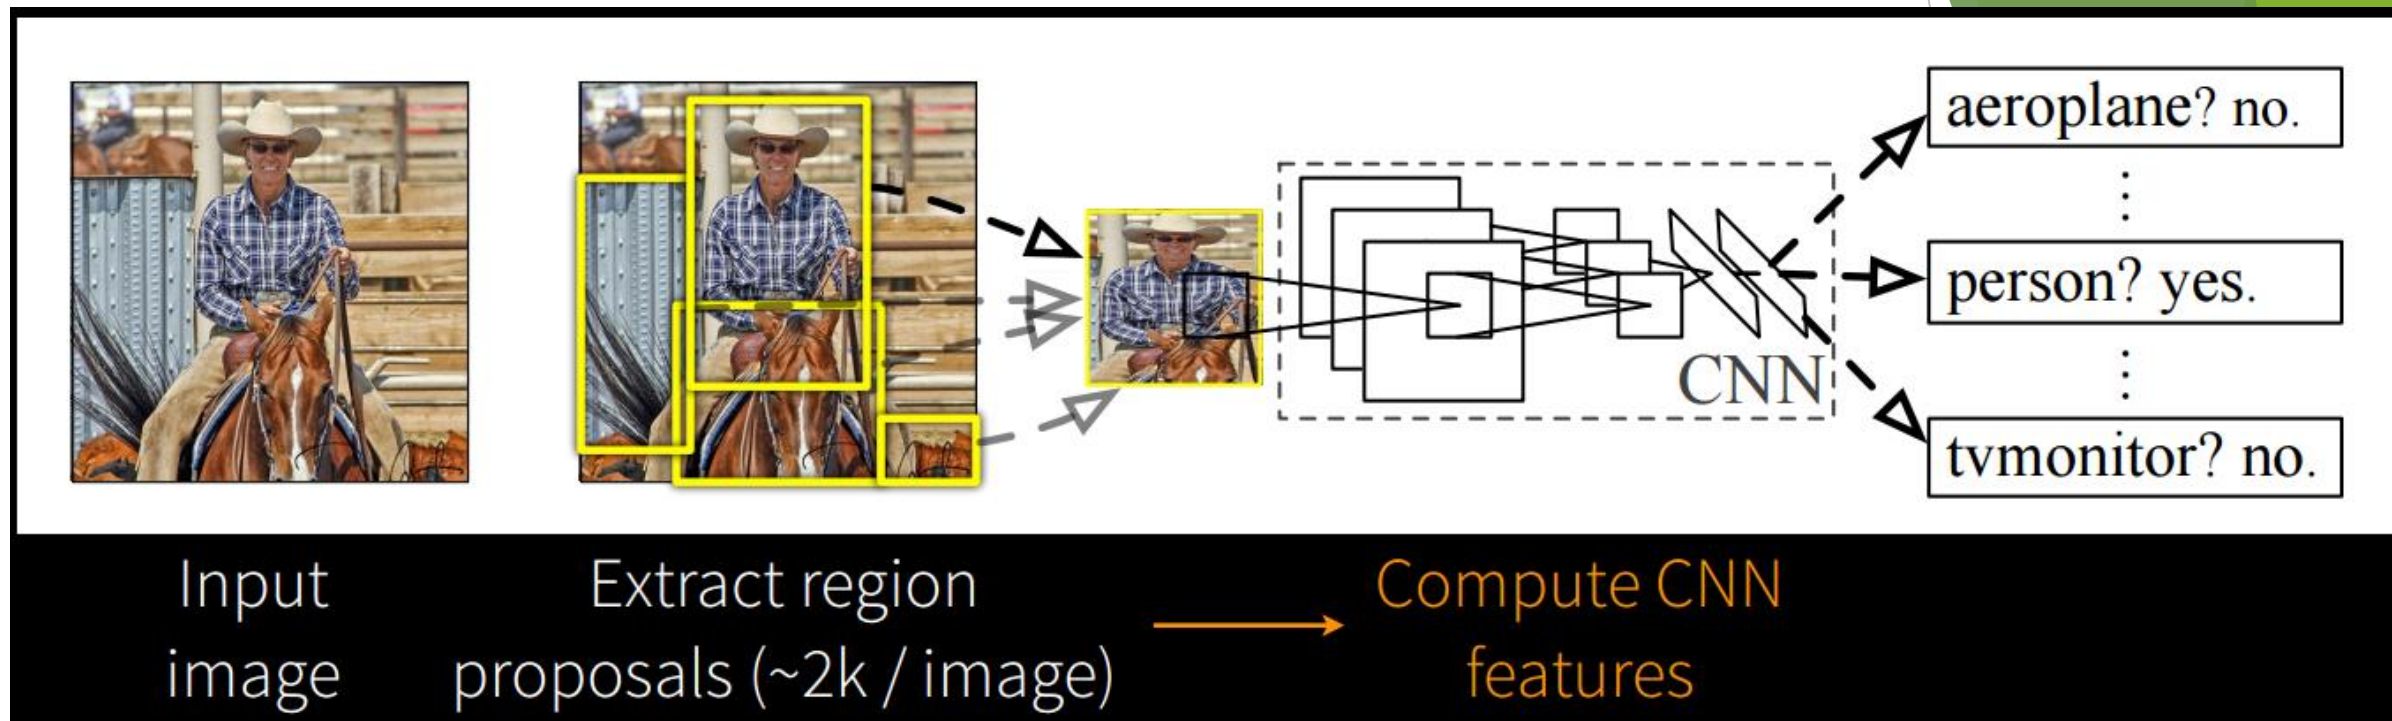 aeroplane? no.
person? yes.
CNN
tvmonitor? no.
Input
image
Extract region
proposals (~2k / image)
Compute CNN
features